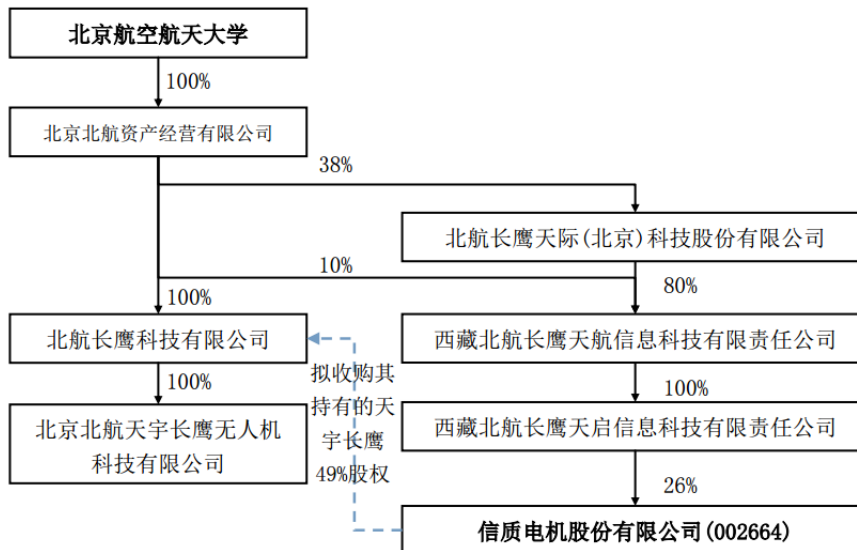 北京航空航天大学
100%
北京北航资产经营有限公司
38%
北航长鹰天际(北京)科技股份有限公司
10%
80%
100%
北航长鹰科技有限公司
西藏北航长鹰天航信息科技有限责任公司
拟收购其
持有的天
宇长鹰
49%股权
100%
100%
北京北航天宇长鹰无人机
科技有限公司
西藏北航长鹰天启信息科技有限责任公司
26%
信质电机股份有限公司(002664)